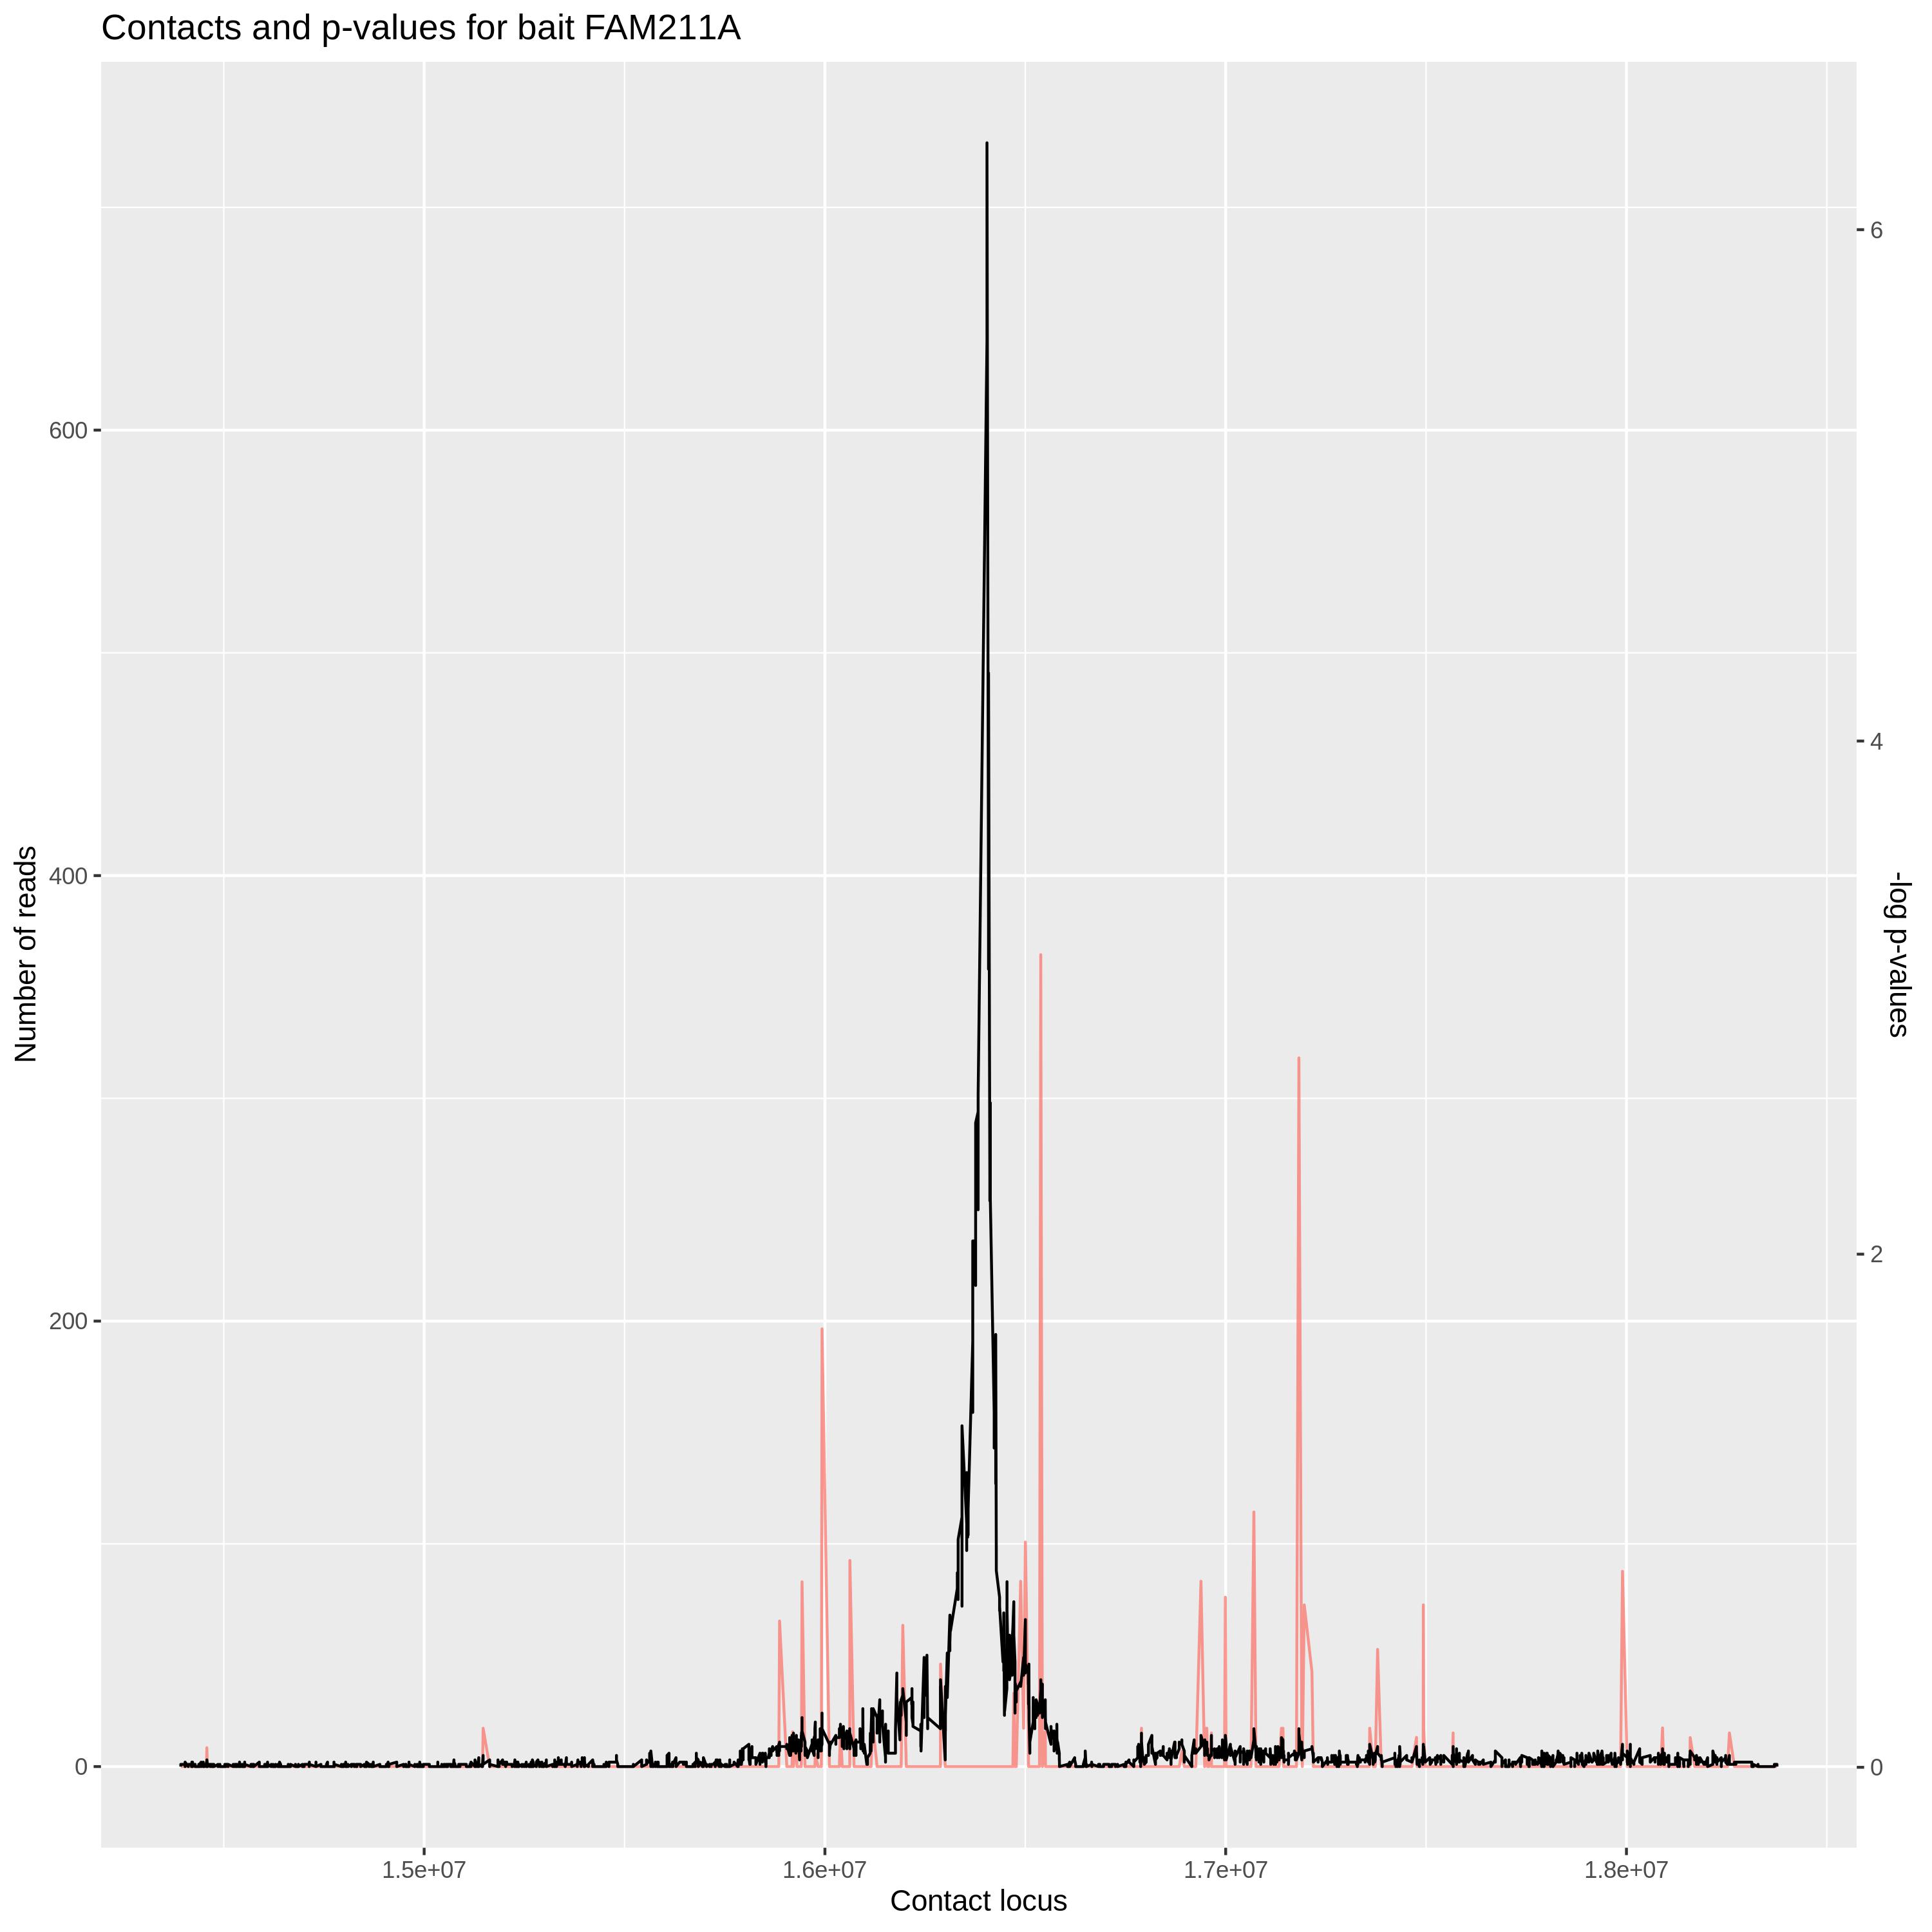 Contacts and p-values for bait FAM211A
Number of reads
600
400
200
0
6
4
2
0
-log p-values
1.5e+07
1.6e+07
1.7e+07
1.8e+07
Contact locus